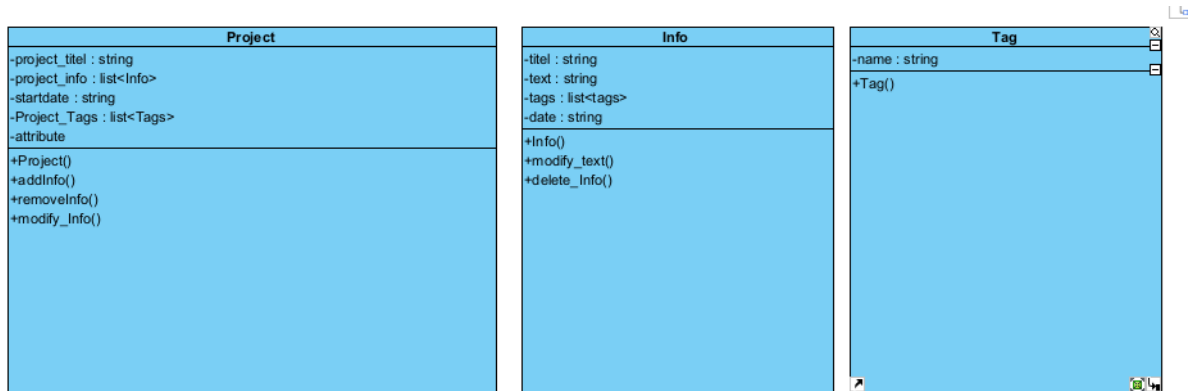 Project
-project_titel : string
-project_info : list<Info>
-startdate : string
-Project_Tags : list<Tags>
-attribute
+Project()
+addInfo()
+removeInfo()
+modify_Info()
Info
-titel : string
-text : string
-tags : list<tags>
-date : string
+Info()
+modify_text()
+delete_Info()
Tag
-name : string
+Tag()